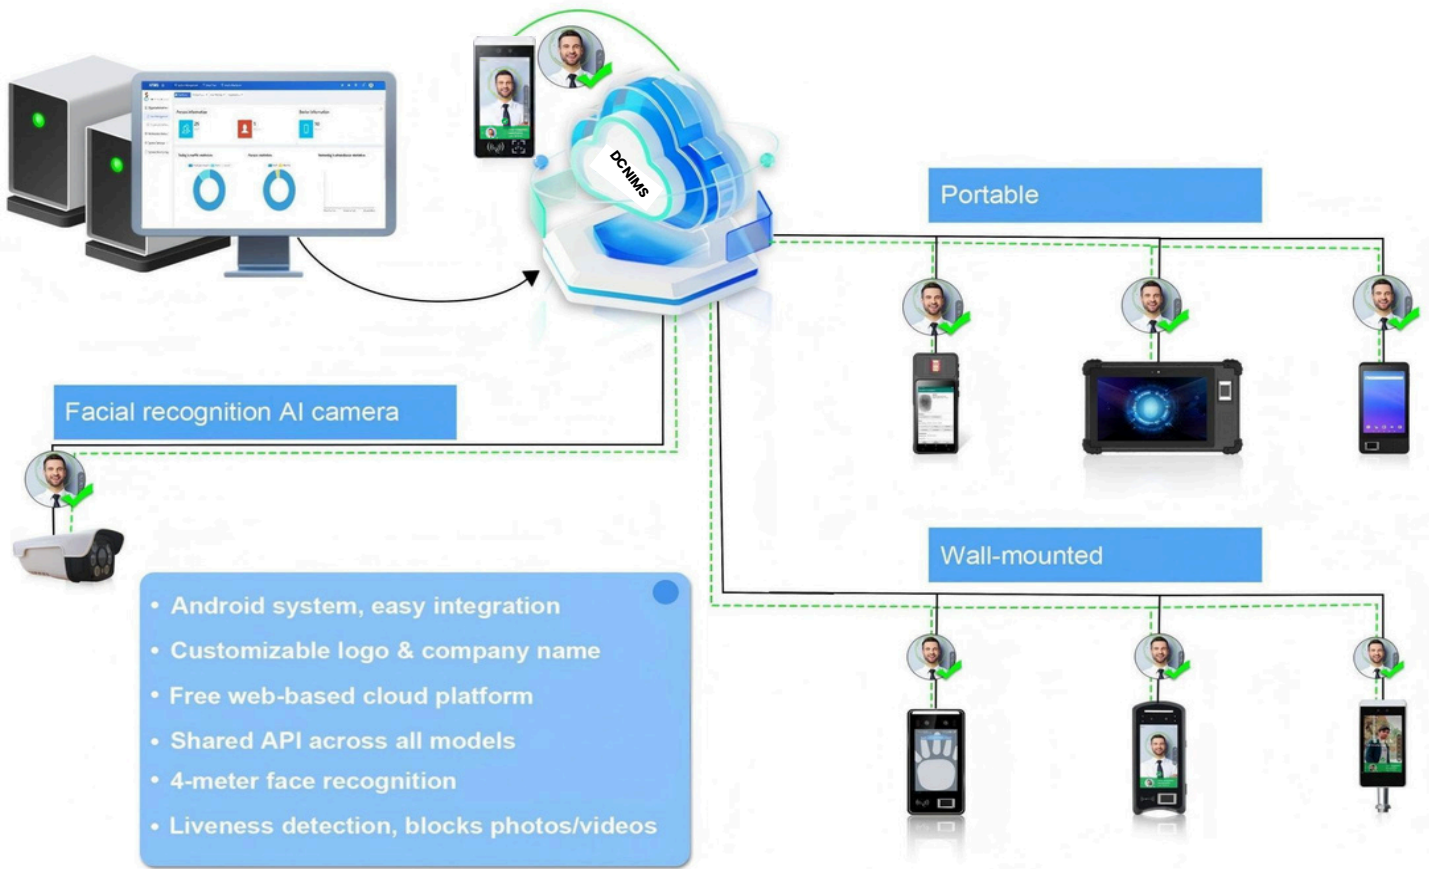 DCNIMS
Portable
Facial recognition AI camera
Wall-mounted
• Android system, easy integration
• Customizable logo & company name
• Free web-based cloud platform
• Shared API across all models
• 4-meter face recognition
• Liveness detection, blocks photos/videos